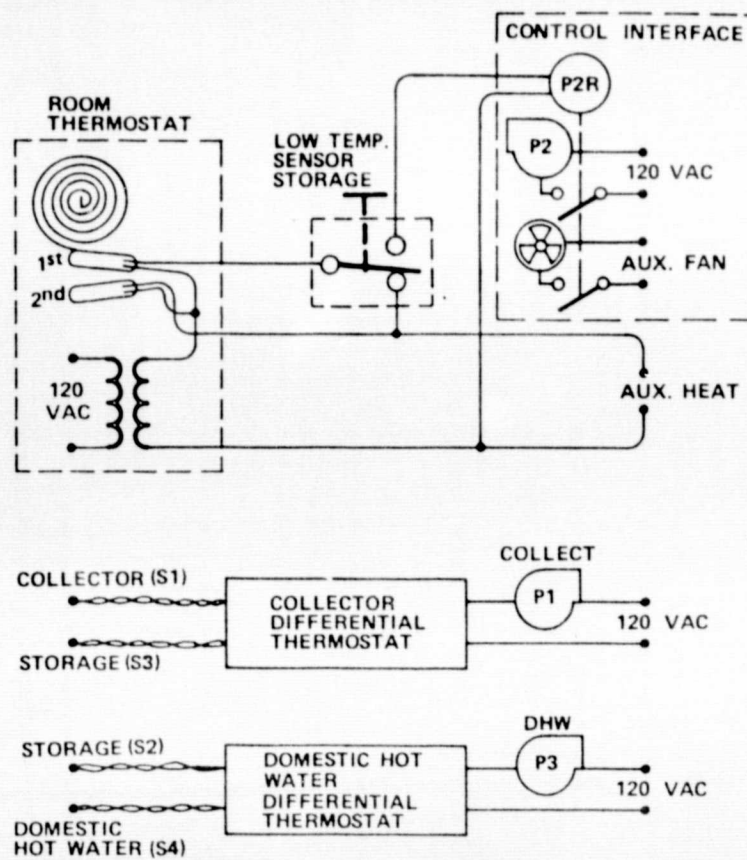 CONTROL INTERFACE
P2R
ROOM
THERMOSTAT
LOW TEMP.
SENSOR
STORAGE
P2
120 VAC
1st
2nd
AUX. FAN
120
VAC
AUX. HEAT
COLLECT
COLLECTOR (S1)
COLLECTOR
DIFFERENTIAL
THERMOSTAT
P1
120 VAC
STORAGE (S3)
DHW
STORAGE (S2)
DOMESTIC HOT
WATER
DIFFERENTIAL
THERMOSTAT
P3
120 VAC
DOMESTIC
HOT WATER (S4)